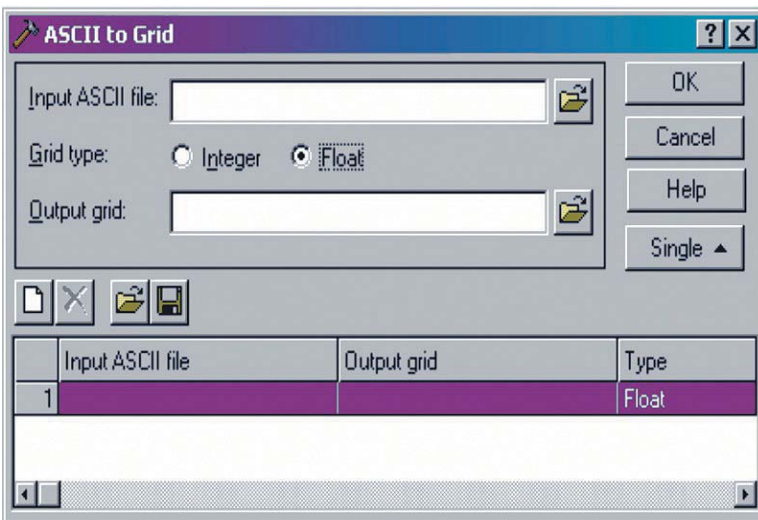 ASCII to Grid
Input ASCII file:
OK
Grid type:
Integer
Float
Cancel
Output grid:
Help
Single
Input ASCII file Output grid Type
1 Float